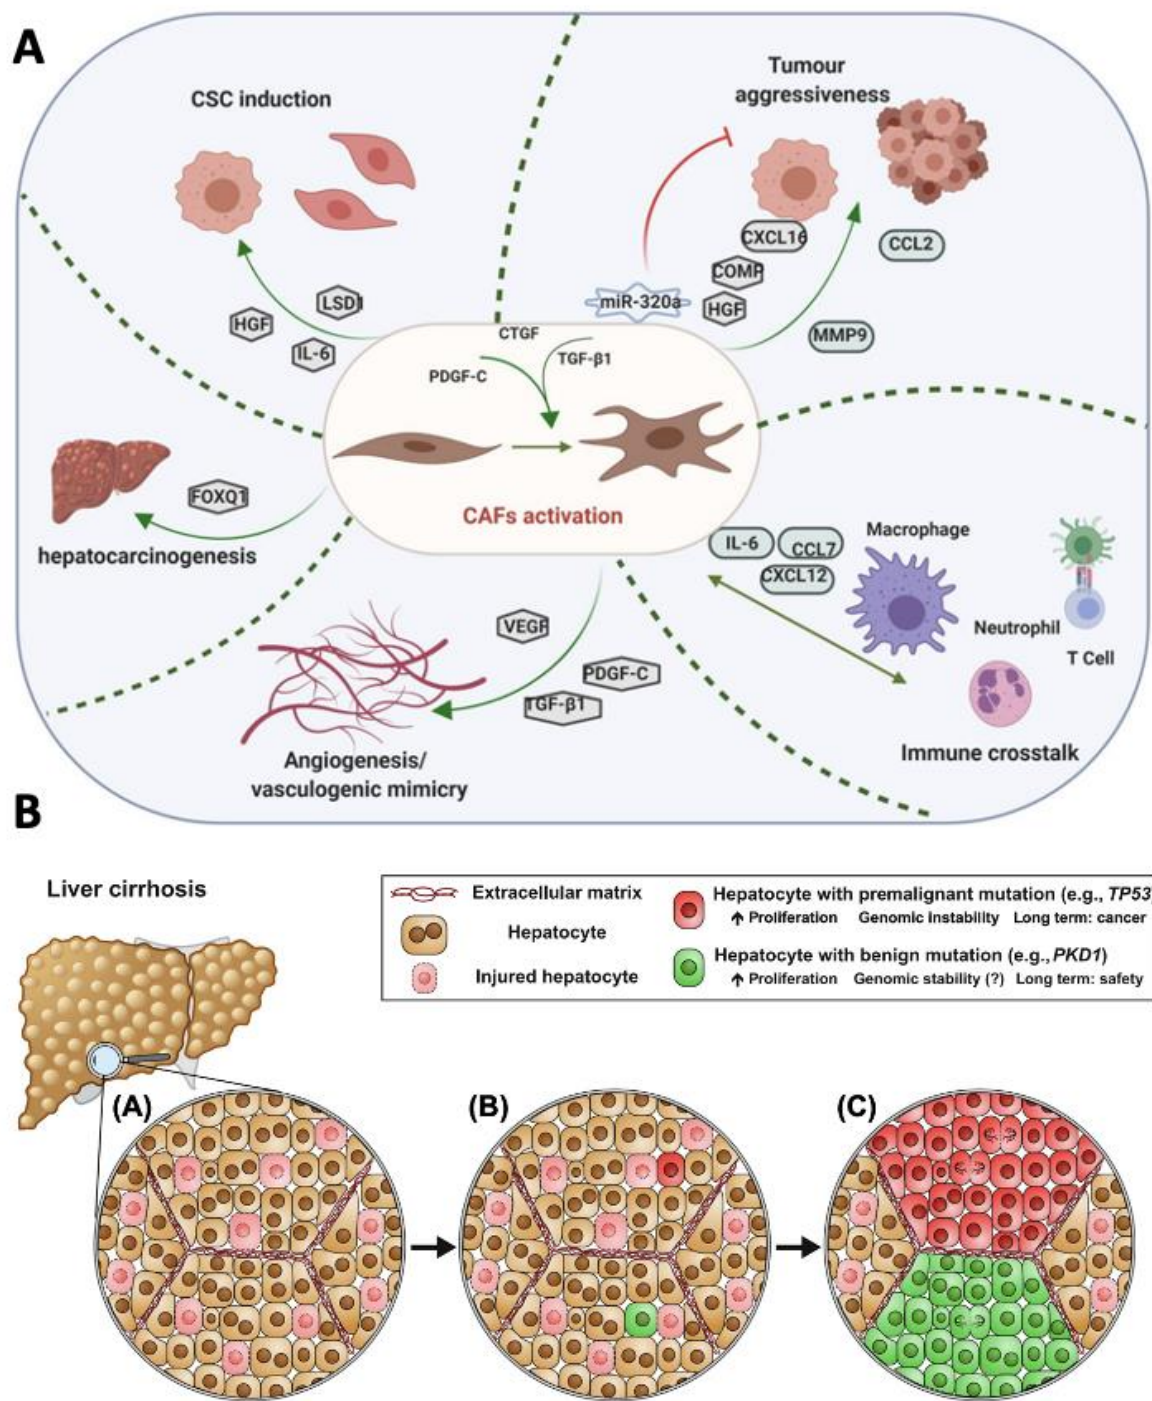 A
CSC induction
Tumour
aggressiveness
CXCL16
CCL2
COMP
miR-320a
HGF
LSD1
HGF
IL-6
MMP9
CTGF
TGF-β1
PDGF-C
CAFs activation
FOXQ1
hepatocarcinogenesis
IL-6
CCL7
CXCL12
Macrophage
Neutrophil
T Cell
Immune crosstalk
VEGF
PDGF-C
TGF-β1
Angiogenesis/
vasculogenic mimicry
B
Liver cirrhosis
Extracellular matrix
Hepatocyte
Injured hepatocyte
Hepatocyte with premalignant mutation (e.g., TP53)
↑ Proliferation Genomic instability Long term: cancer
Hepatocyte with benign mutation (e.g., PKD1)
↑ Proliferation Genomic stability (?) Long term: safety
(A)
(B)
(C)